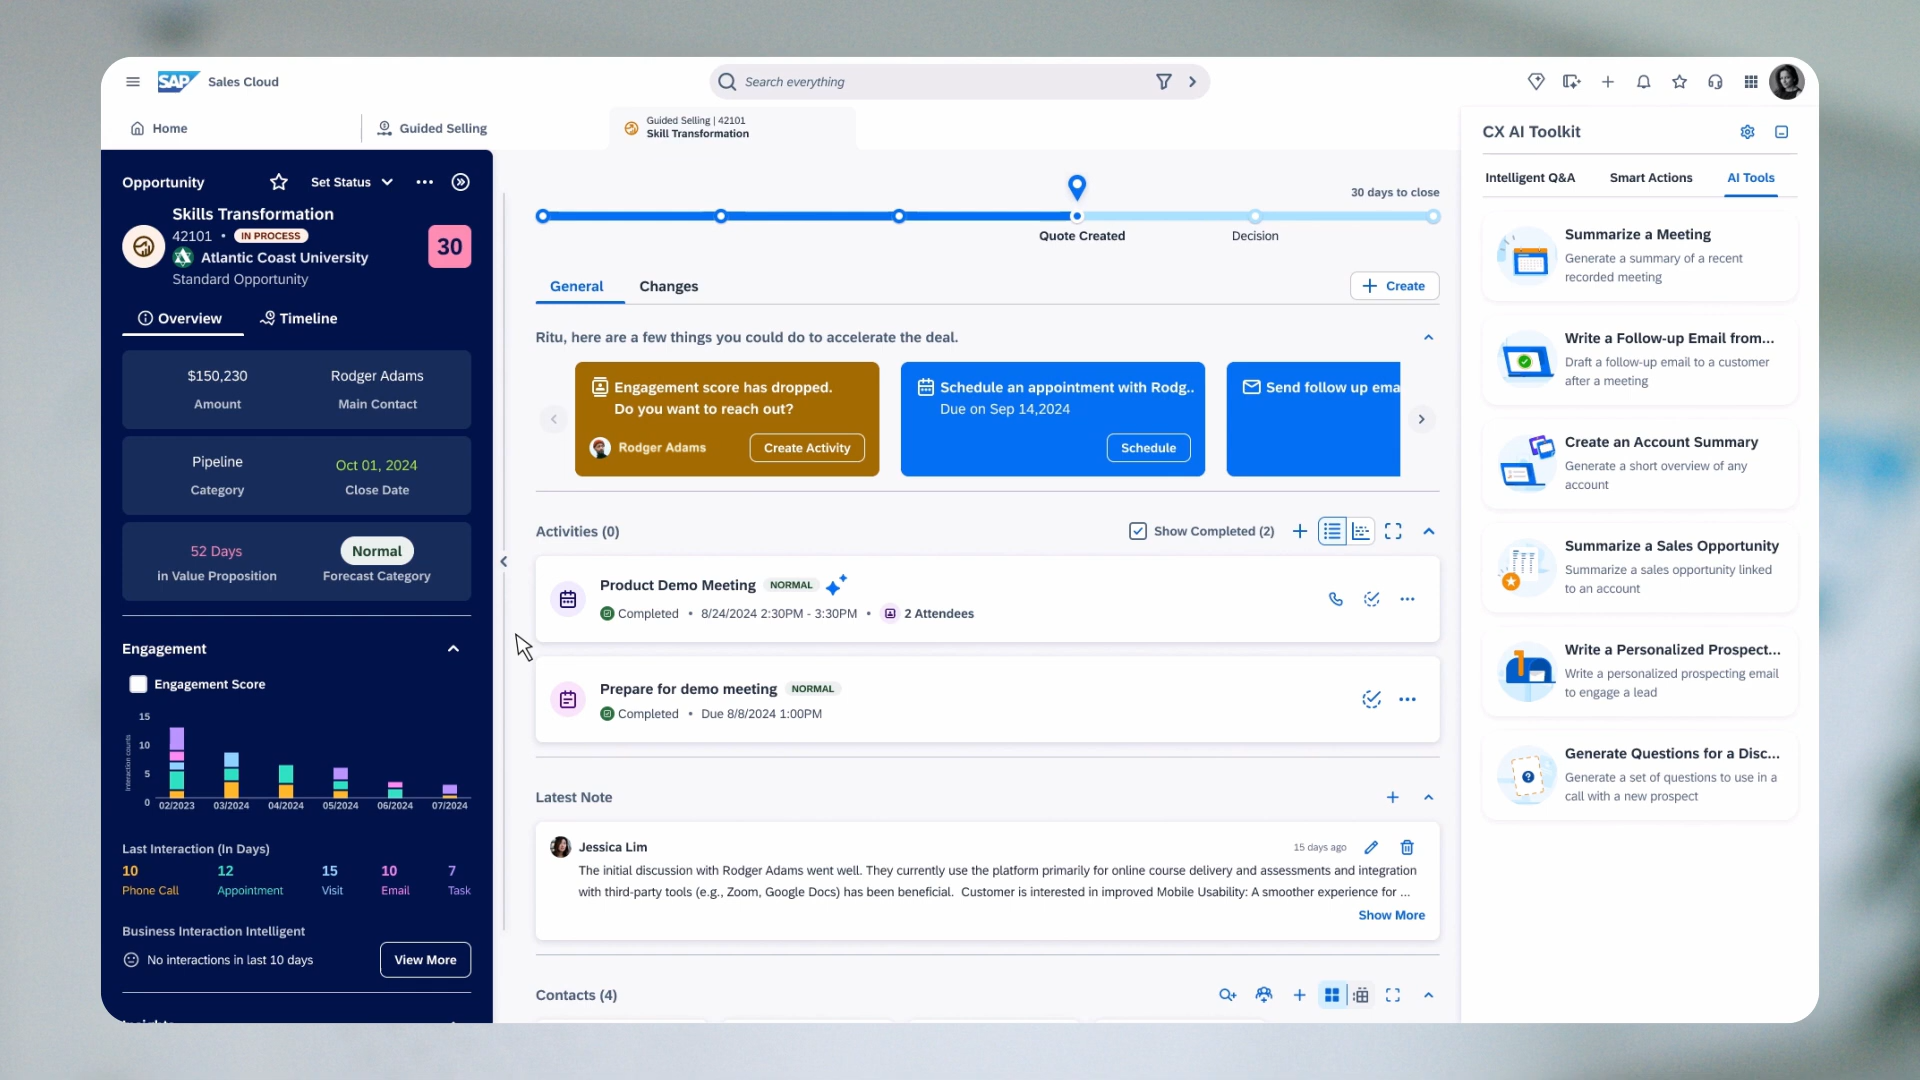 SAP Sales Cloud
Search everything
Home
Guided Selling
Guided Selling | 42101
Skill Transformation
Opportunity
Set Status
Skills Transformation
42101 • IN PROCESS
Atlantic Coast University
Standard Opportunity
30
Overview
Timeline
$150,230
Amount
Rodger Adams
Main Contact
Pipeline
Category
Oct 01, 2024
Close Date
52 Days
in Value Proposition
Normal
Forecast Category
Engagement
Engagement Score
Interaction counts
15
10
5
0
02/2023 03/2024 04/2024 05/2024 06/2024 07/2024
Last Interaction (In Days)
10 12 15 10 7
Phone Call Appointment Visit Email Task
Business Interaction Intelligent
No interactions in last 10 days
View More
30 days to close
Quote Created
Decision
General
Changes
Create
Ritu, here are a few things you could do to accelerate the deal.
Engagement score has dropped.
Do you want to reach out?
Rodger Adams
Create Activity
Schedule an appointment with Rodg..
Due on Sep 14,2024
Schedule
Send follow up ema
Activities (0)
Show Completed (2)
Product Demo Meeting NORMAL
Completed • 8/24/2024 2:30PM - 3:30PM • 2 Attendees
Prepare for demo meeting NORMAL
Completed • Due 8/8/2024 1:00PM
Latest Note
Jessica Lim
15 days ago
The initial discussion with Rodger Adams went well. They currently use the platform primarily for online course delivery and assessments and integration
with third-party tools (e.g., Zoom, Google Docs) has been beneficial. Customer is interested in improved Mobile Usability: A smoother experience for ...
Show More
Contacts (4)
CX AI Toolkit
Intelligent Q&A
Smart Actions
AI Tools
Summarize a Meeting
Generate a summary of a recent
recorded meeting
Write a Follow-up Email from...
Draft a follow-up email to a customer
after a meeting
Create an Account Summary
Generate a short overview of any
account
Summarize a Sales Opportunity
Summarize a sales opportunity linked
to an account
Write a Personalized Prospect...
Write a personalized prospecting email
to engage a lead
Generate Questions for a Disc...
Generate a set of questions to use in a
call with a new prospect